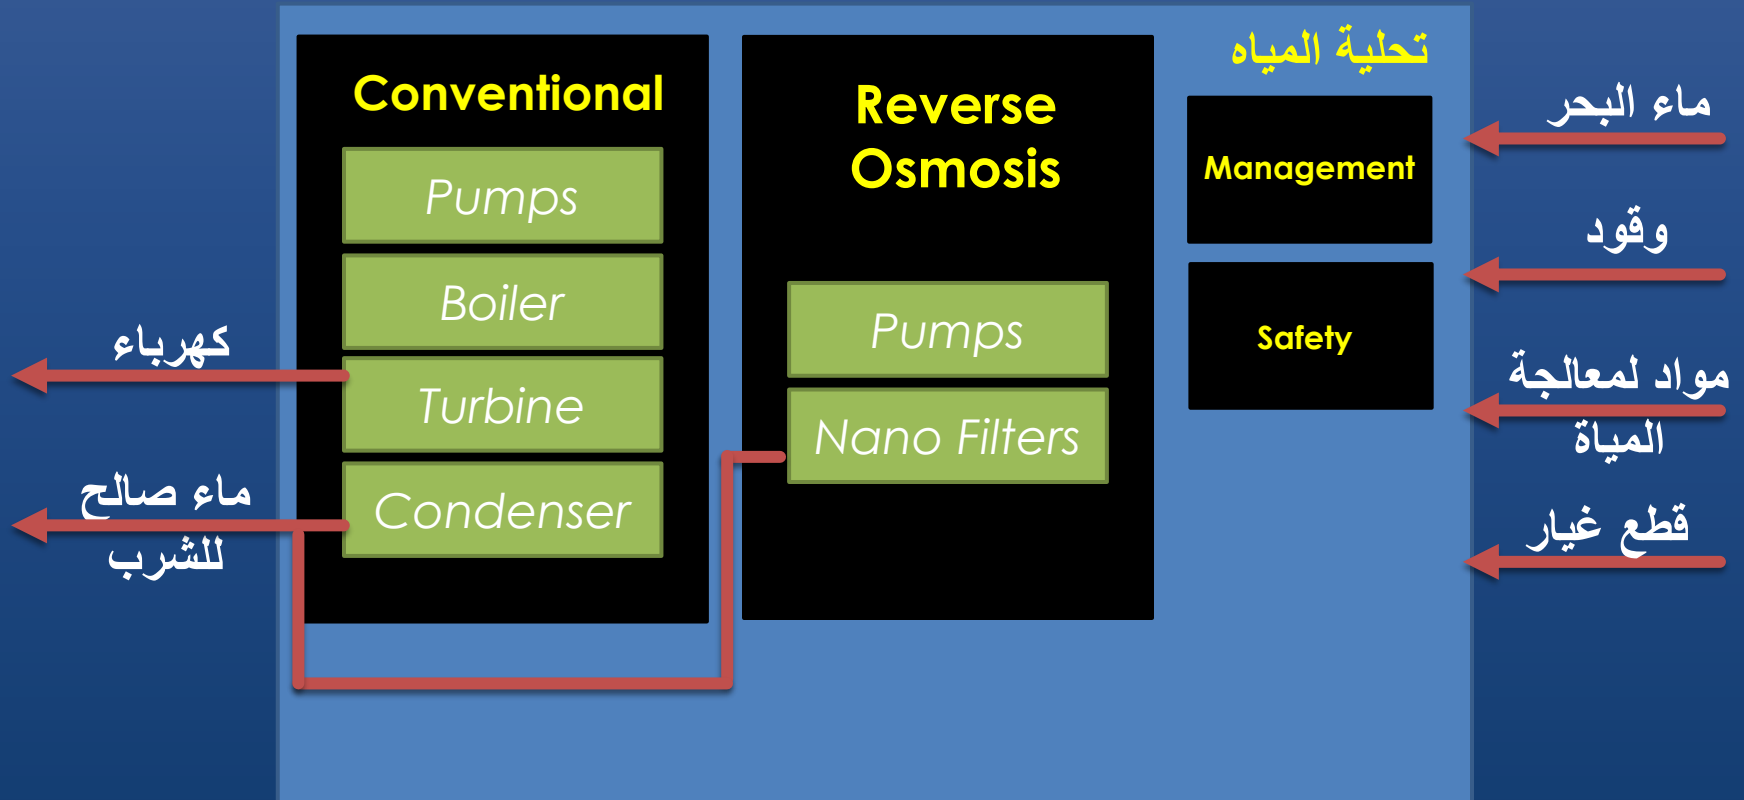 تحلية المياه
Conventional
Pumps
Boiler
Turbine
Condenser
Reverse
Osmosis
Pumps
Nano Filters
Management
Safety
ماء البحر
وقود
مواد لمعالجة
المياة
قطع غيار
كهرباء
ماء صالح
للشرب